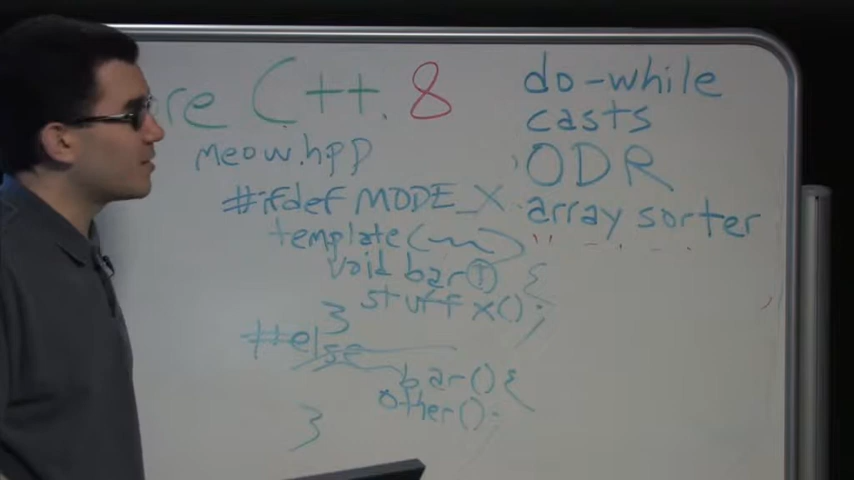 re C++ 8
meow.hpp
#ifdef MODE_X
template
void bar() {
stuff x();
}
#else
bar() {
other();
}
do-while
casts
ODR
array sorter